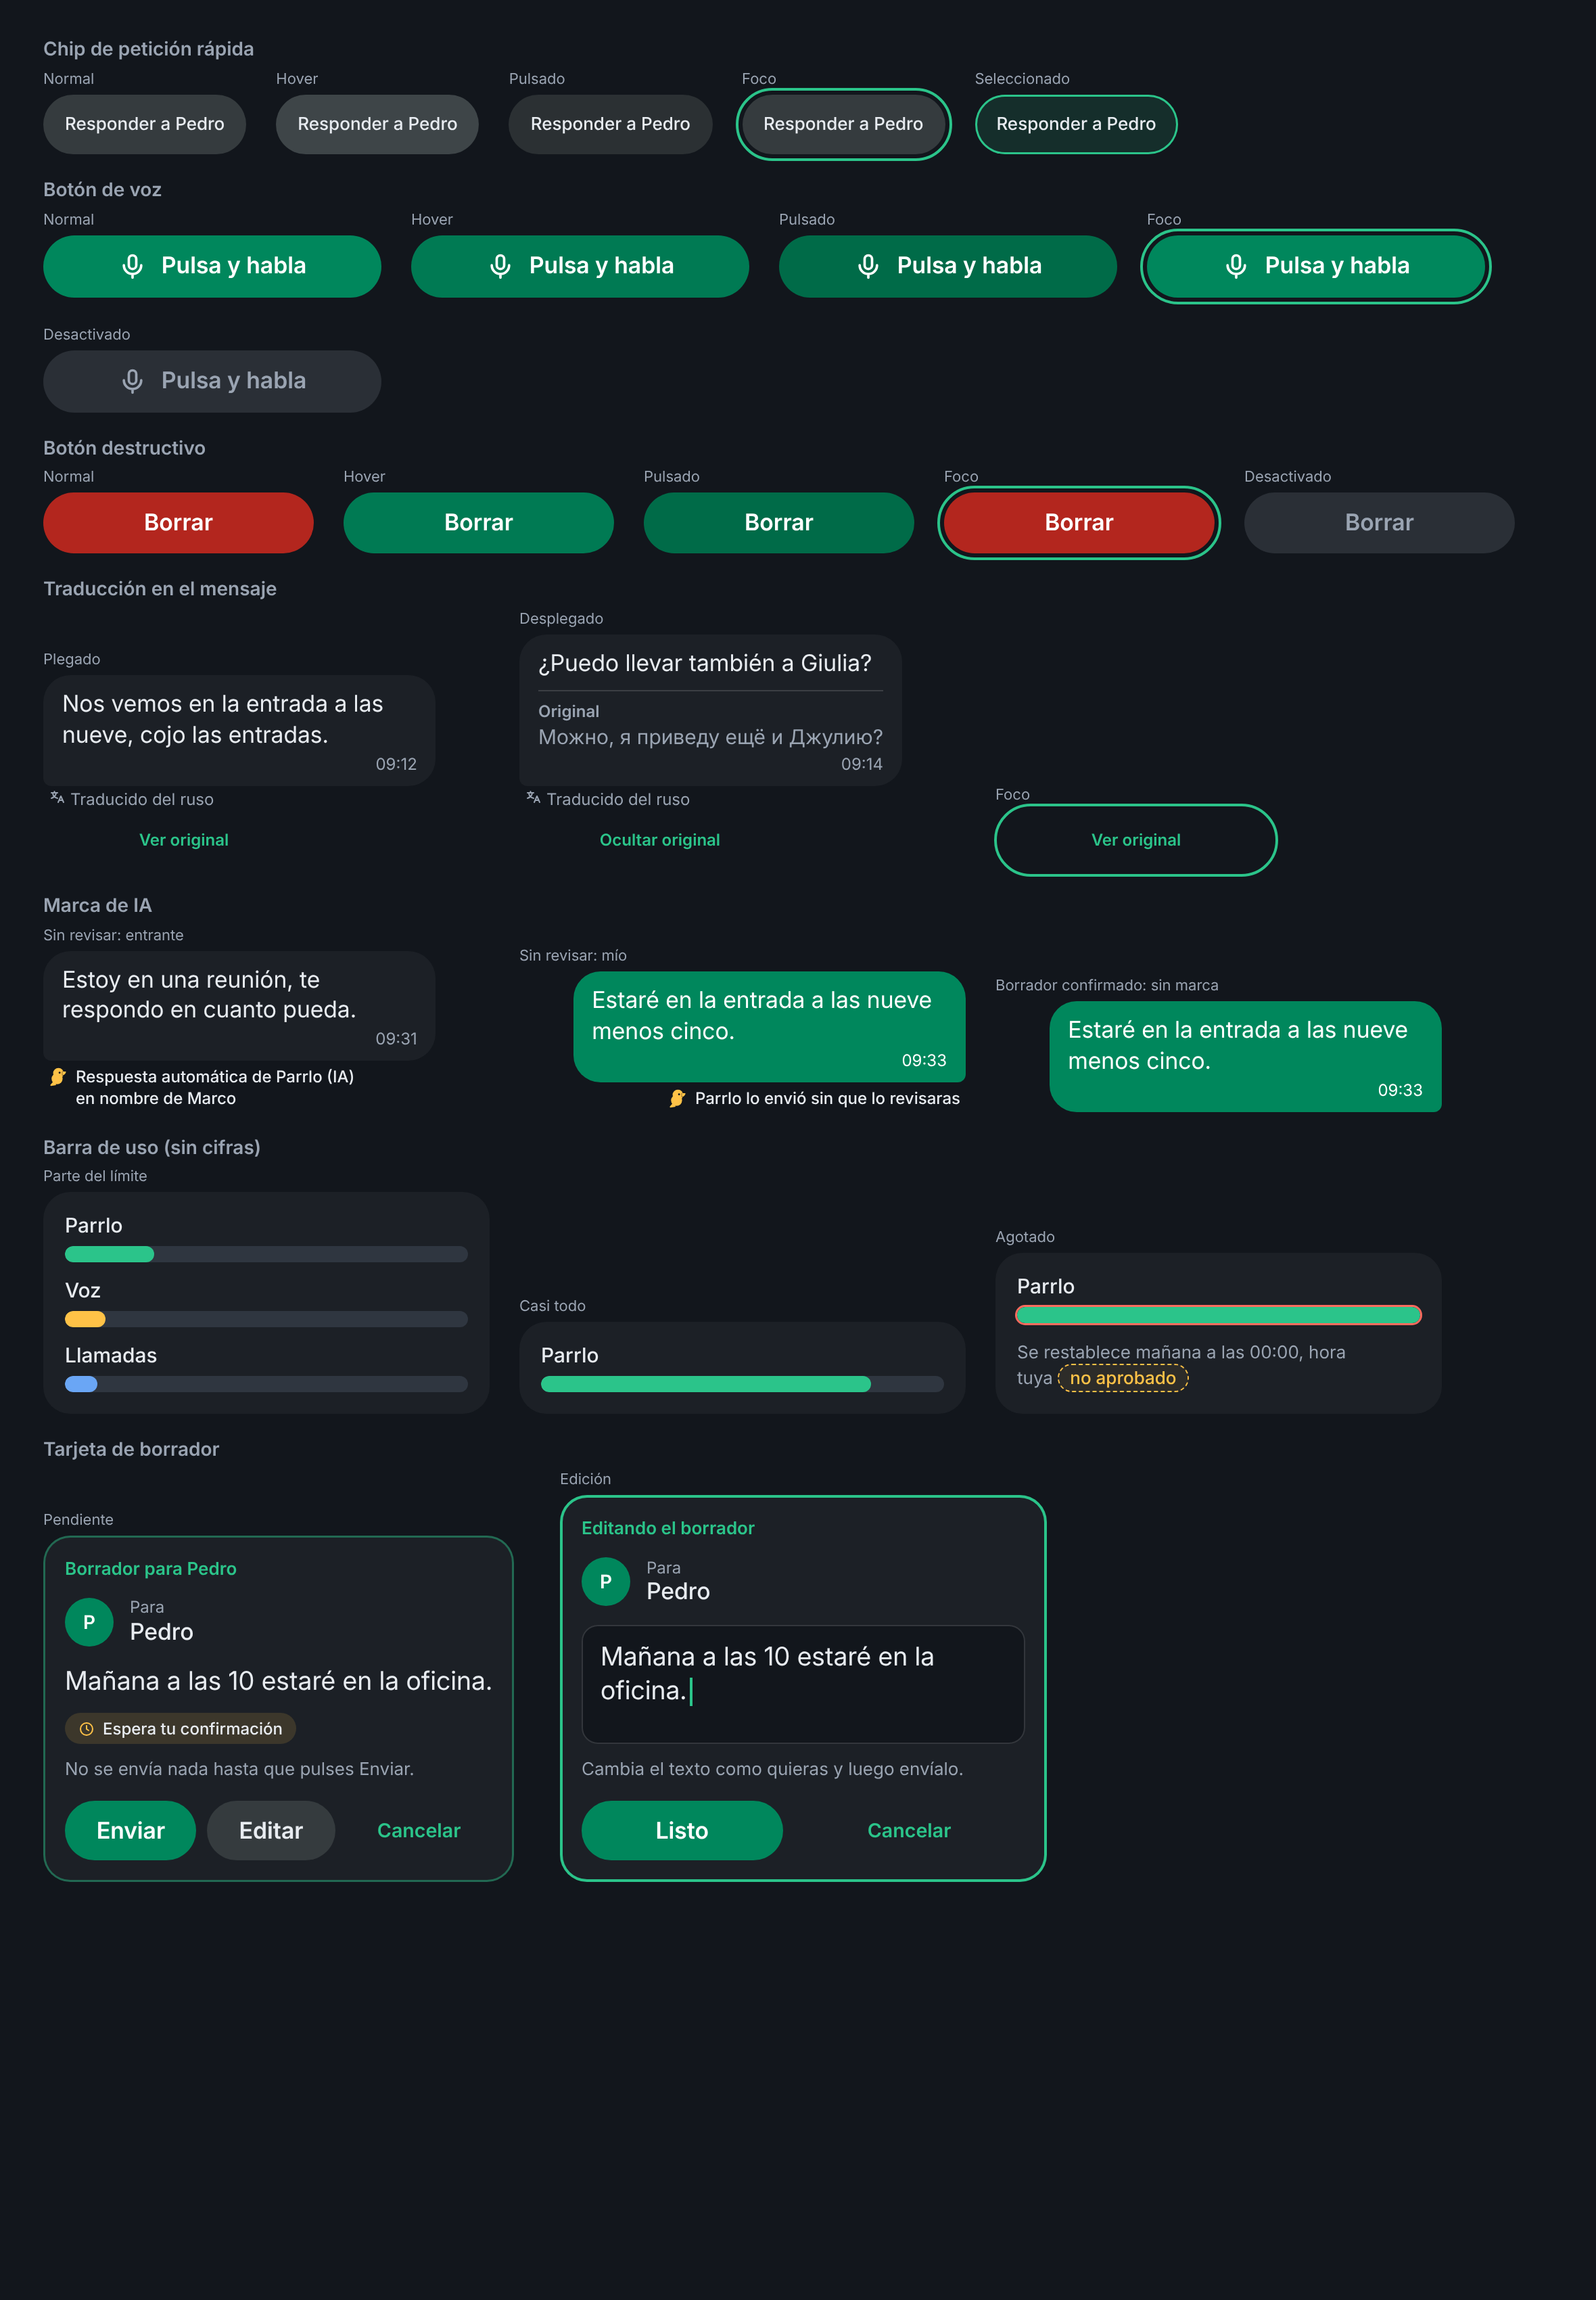 Chip de petición rápida
Normal
Hover
Pulsado
Foco
Seleccionado
Responder a Pedro
Responder a Pedro
Responder a Pedro
Responder a Pedro
Responder a Pedro
Botón de voz
Normal
Hover
Pulsado
Foco
Pulsa y habla
Pulsa y habla
Pulsa y habla
Pulsa y habla
Desactivado
Pulsa y habla
Botón destructivo
Normal
Hover
Pulsado
Foco
Desactivado
Borrar
Borrar
Borrar
Borrar
Borrar
Traducción en el mensaje
Plegado
Nos vemos en la entrada a las
nueve, cojo las entradas.
09:12
Traducido del ruso
Ver original
Desplegado
¿Puedo llevar también a Giulia?
Original
Можно, я приведу ещё и Джулию?
09:14
Traducido del ruso
Ocultar original
Foco
Ver original
Marca de IA
Sin revisar: entrante
Estoy en una reunión, te
respondo en cuanto pueda.
09:31
Respuesta automática de Parrlo (IA)
en nombre de Marco
Sin revisar: mío
Estaré en la entrada a las nueve
menos cinco.
09:33
Parrlo lo envió sin que lo revisaras
Borrador confirmado: sin marca
Estaré en la entrada a las nueve
menos cinco.
09:33
Barra de uso (sin cifras)
Parte del límite
Parrlo
Voz
Llamadas
Casi todo
Parrlo
Agotado
Parrlo
Se restablece mañana a las 00:00, hora
tuya no aprobado
Tarjeta de borrador
Pendiente
Borrador para Pedro
P
Para
Pedro
Mañana a las 10 estaré en la oficina.
Espera tu confirmación
No se envía nada hasta que pulses Enviar.
Enviar
Editar
Cancelar
Edición
Editando el borrador
P
Para
Pedro
Mañana a las 10 estaré en la
oficina.
Cambia el texto como quieras y luego envíalo.
Listo
Cancelar